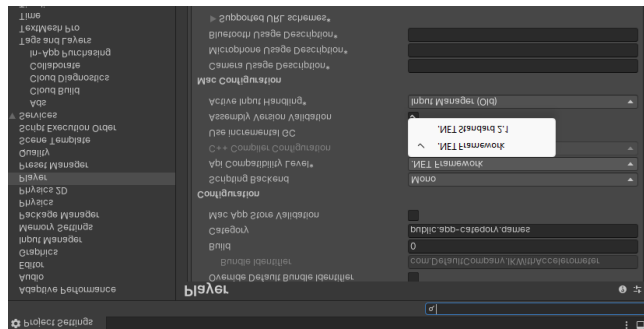 Project Settings
Adaptive Performance
Audio
Editor
Graphics
Input Manager
Memory Settings
Package Manager
Physics
Physics 2D
Player
Preset Manager
Quality
Scene Template
Script Execution Order
Services
Ads
Cloud Build
Cloud Diagnostics
Collaborate
In-App Purchasing
Tags and Layers
TextMesh Pro
Time
Player
Override Default Bundle Identifier
Bundle Identifier com.DefaultCompany.IKWithAccelerometer
Build 0
Category public.app-category.games
Mac App Store Validation
Configuration
Scripting Backend Mono
Api Compatibility Level* .NET Framework
C++ Compiler Configuration
.NET Framework
Use incremental GC
.NET Standard 2.1
Assembly Version Validation
Active Input Handling* Input Manager (Old)
Mac Configuration
Camera Usage Description*
Microphone Usage Description*
Bluetooth Usage Description*
Supported URL schemes*